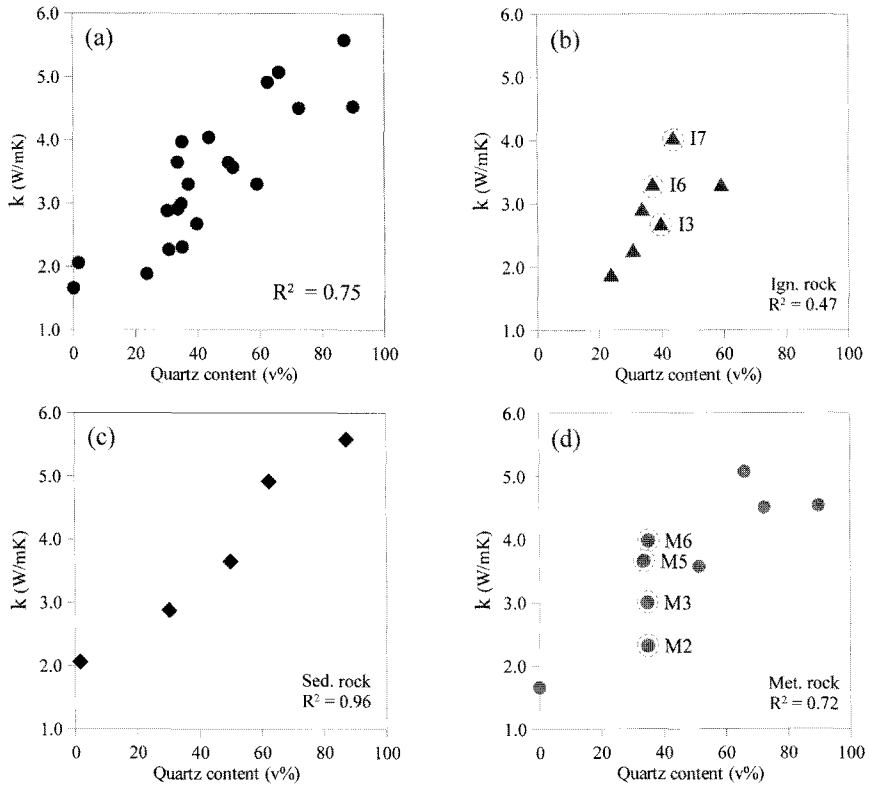 (a)
6.0
5.0
4.0
3.0
2.0
1.0
k (W/mK)
R² = 0.75
0 20 40 60 80 100
Quartz content (v%)
(b)
6.0
5.0
4.0
3.0
2.0
1.0
k (W/mK)
I7
I6
I3
Ign. rock
R² = 0.47
0 20 40 60 80 100
Quartz content (v%)
(c)
6.0
5.0
4.0
3.0
2.0
1.0
k (W/mK)
Sed. rock
R² = 0.96
0 20 40 60 80 100
Quartz content (v%)
(d)
6.0
5.0
4.0
3.0
2.0
1.0
k (W/mK)
M6
M5
M3
M2
Met. rock
R² = 0.72
0 20 40 60 80 100
Quartz content (v%)